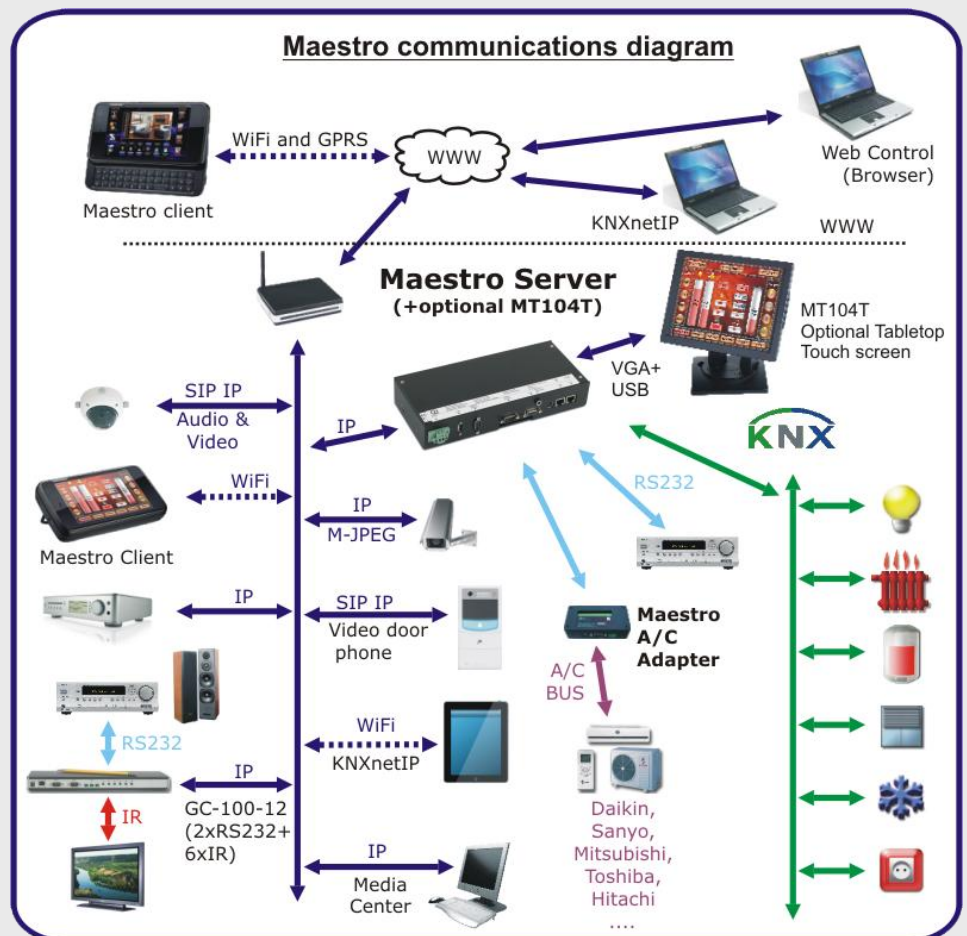 Maestro communications diagram
WiFi and GPRS
WWW
Maestro client
Web Control
(Browser)
KNXnetIP
WWW
Maestro Server
(+optional MT104T)
MT104T
Optional Tabletop
Touch screen
VGA+
USB
SIP IP
Audio &
Video
IP
KNX
WiFi
RS232
Maestro Client
IP
M-JPEG
IP
SIP IP
Video door
phone
Maestro
A/C
Adapter
A/C
BUS
RS232
WiFi
KNXnetIP
IP
GC-100-12
(2xRS232+
6xIR)
IR
Daikin,
Sanyo,
Mitsubishi,
Toshiba,
Hitachi
....
IP
Media
Center